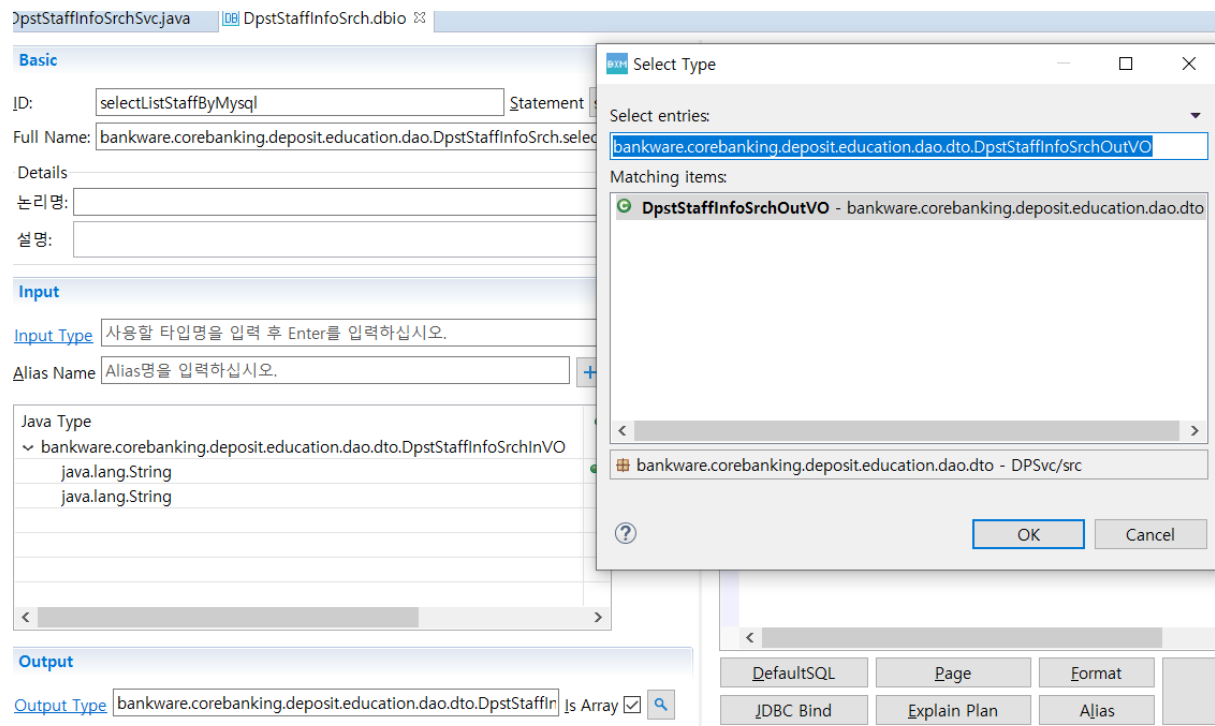 DpstStaffInfoSrchSvc.java
DpstStaffInfoSrch.dbio
Basic
ID: selectListStaffByMysql Statement
Full Name: bankware.corebanking.deposit.education.dao.DpstStaffInfoSrch.selec
Details
논리명:
설명:
Input
Input Type 사용할 타입명을 입력 후 Enter를 입력하십시오.
Alias Name Alias명을 입력하십시오.
Java Type
bankware.corebanking.deposit.education.dao.dto.DpstStaffInfoSrchInVO
java.lang.String
java.lang.String
Output
Output Type bankware.corebanking.deposit.education.dao.dto.DpstStaffIn Is Array
BXM Select Type
Select entries:
bankware.corebanking.deposit.education.dao.dto.DpstStaffInfoSrchOutVO
Matching items:
DpstStaffInfoSrchOutVO - bankware.corebanking.deposit.education.dao.dto
bankware.corebanking.deposit.education.dao.dto - DPSvc/src
OK Cancel
DefaultSQL Page Format
JDBC Bind Explain Plan Alias